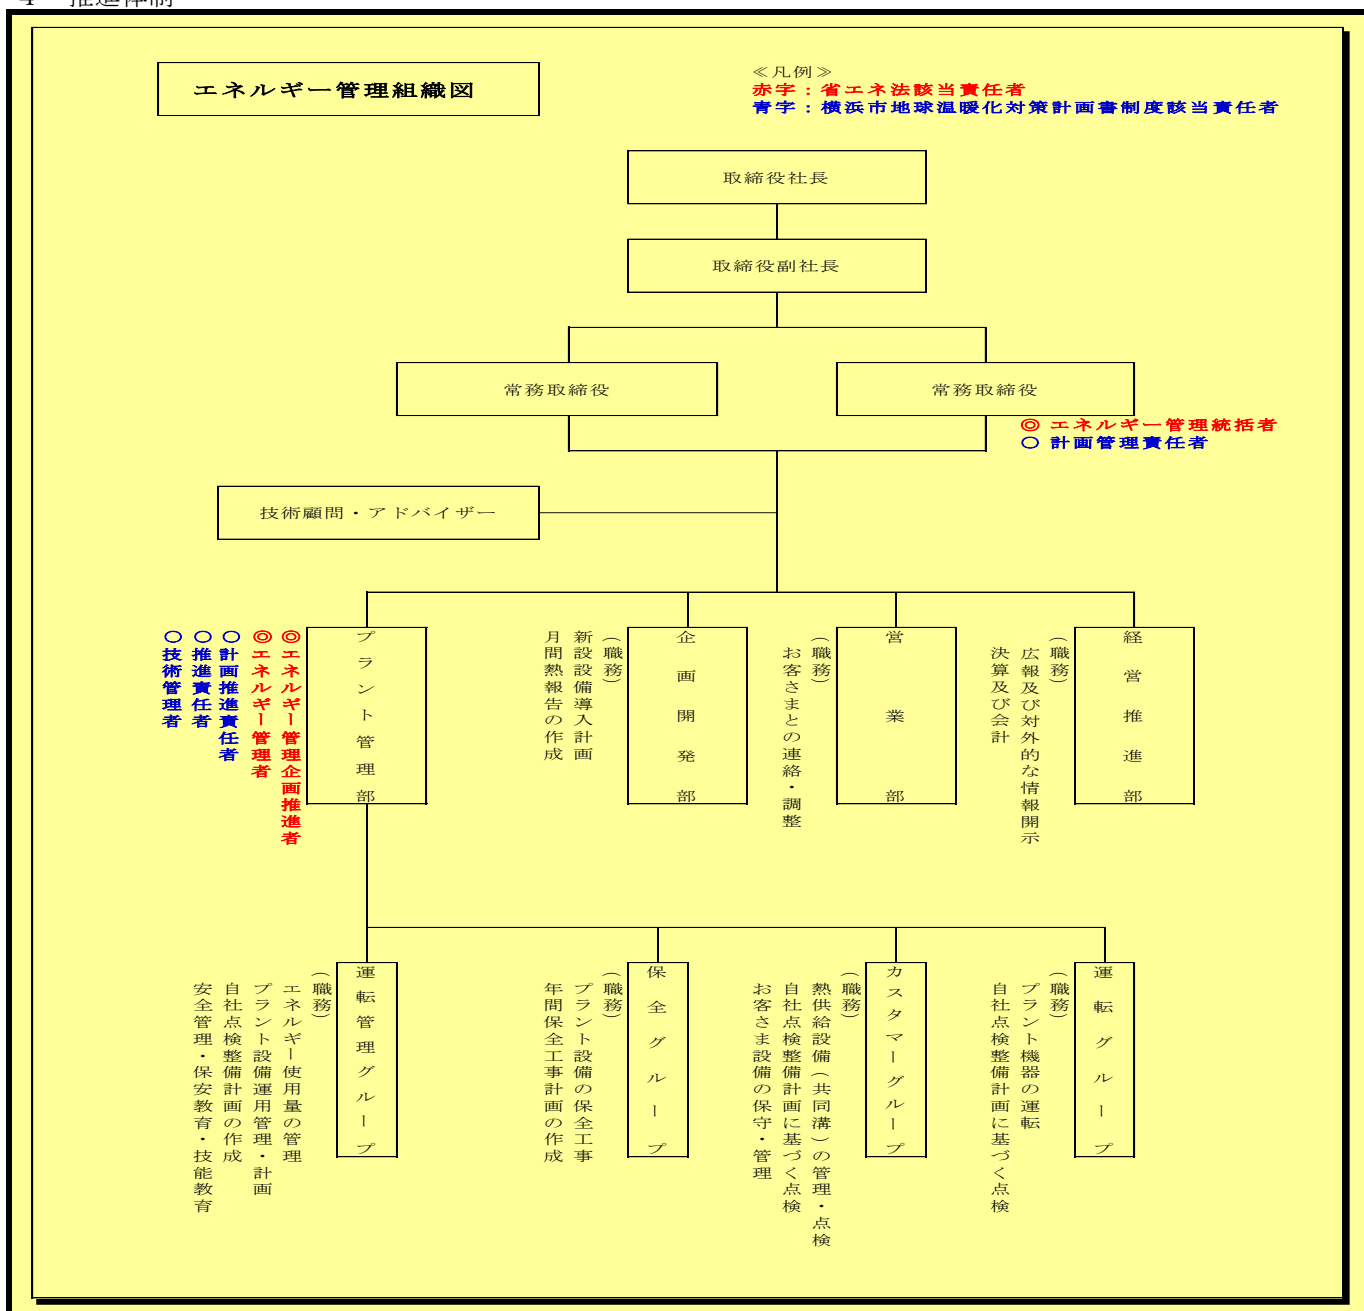 4 推進体制
エネルギー管理組織図
≪凡例≫
赤字：省エネ法該当責任者
青字：横浜市地球温暖化対策計画書制度該当責任者
取締役社長
取締役副社長
常務取締役
常務取締役
◎ エネルギー管理統括者
○ 計画管理責任者
技術顧問・アドバイザー
プラント管理部
◎エネルギー管理企画推進者
◎エネルギー管理者
○計画推進責任者
○推進責任者
○技術管理者
企画開発部
（職務）
新設設備導入計画
月間熱報告の作成
営業部
（職務）
お客さまとの連絡・調整
経営推進部
（職務）
広報及び対外的な情報開示
決算及び会計
運転管理グループ
（職務）
エネルギー使用量の管理
プラント設備運用管理・計画
自社点検整備計画の作成
安全管理・保安教育・技能教育
保全グループ
（職務）
プラント設備の保全工事
年間保全工事計画の作成
カスタマーグループ
（職務）
熱供給設備（共同溝）の管理・点検
自社点検整備計画に基づく点検
お客さま設備の保守・管理
運転グループ
（職務）
プラント機器の運転
自社点検整備計画に基づく点検